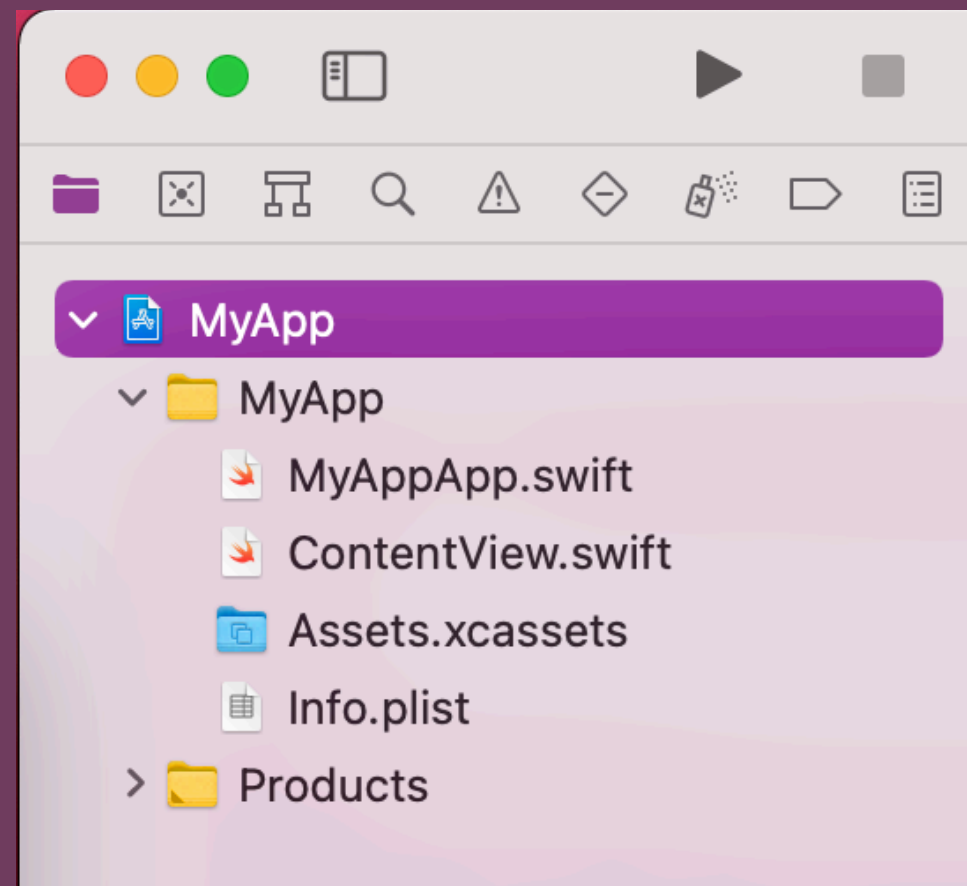 MyApp
MyApp
MyAppApp.swift
ContentView.swift
Assets.xcassets
Info.plist
Products